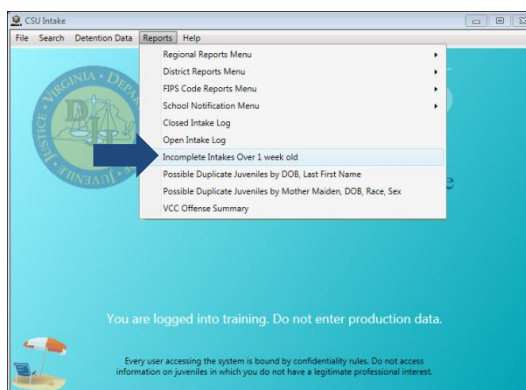 CSU Intake
File Search Detention Data Reports Help
Regional Reports Menu
District Reports Menu
FIPS Code Reports Menu
School Notification Menu
Closed Intake Log
Open Intake Log
Incomplete Intakes Over 1 week old
Possible Duplicate Juveniles by DOB, Last First Name
Possible Duplicate Juveniles by Mother Maiden, DOB, Race, Sex
VCC Offense Summary
You are logged into training. Do not enter production data.
Every user accessing the system is bound by confidentiality rules. Do not access
information on juveniles in which you do not have a legitimate professional interest.